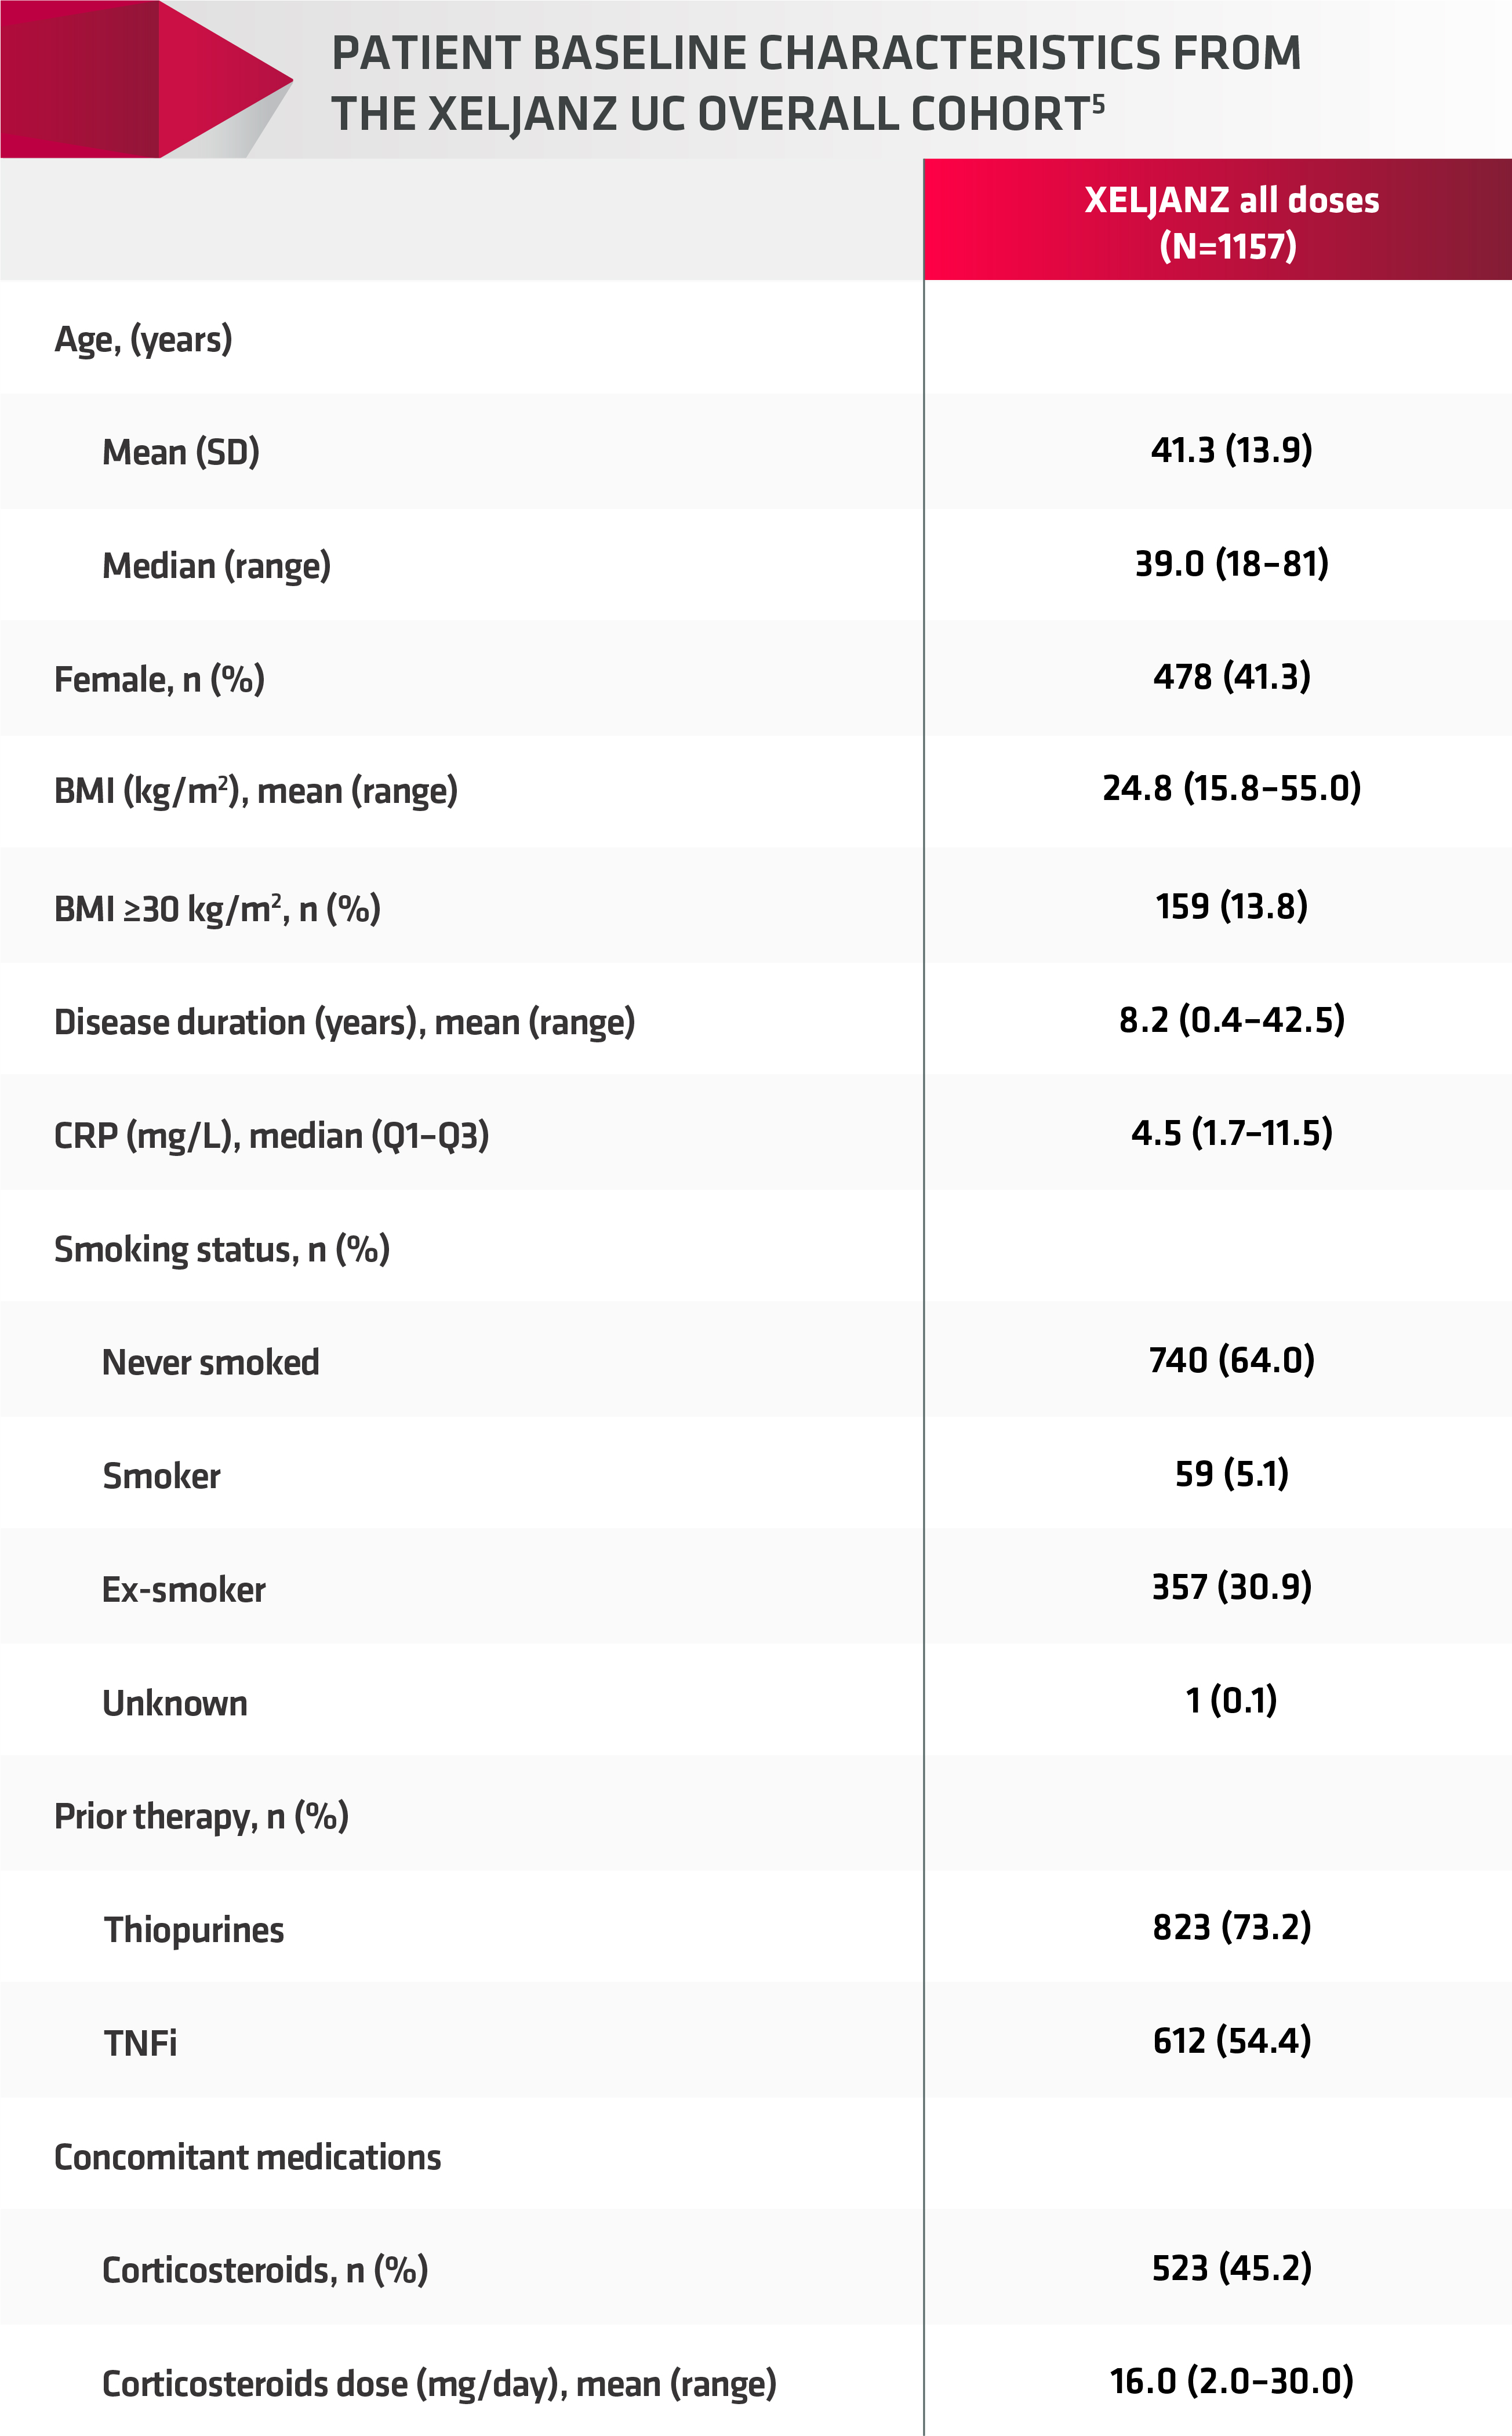 PATIENT BASELINE CHARACTERISTICS FROM
THE XELJANZ UC OVERALL COHORT⁵
XELJANZ all doses
(N=1157)
Age, (years)
Mean (SD) 41.3 (13.9)
Median (range) 39.0 (18–81)
Female, n (%) 478 (41.3)
BMI (kg/m²), mean (range) 24.8 (15.8–55.0)
BMI ≥30 kg/m², n (%) 159 (13.8)
Disease duration (years), mean (range) 8.2 (0.4–42.5)
CRP (mg/L), median (Q1–Q3) 4.5 (1.7–11.5)
Smoking status, n (%)
Never smoked 740 (64.0)
Smoker 59 (5.1)
Ex-smoker 357 (30.9)
Unknown 1 (0.1)
Prior therapy, n (%)
Thiopurines 823 (73.2)
TNFi 612 (54.4)
Concomitant medications
Corticosteroids, n (%) 523 (45.2)
Corticosteroids dose (mg/day), mean (range) 16.0 (2.0–30.0)